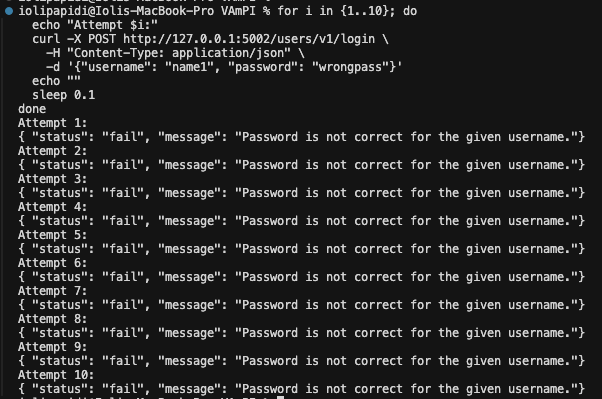 iolipapidi@Iolis-MacBook-Pro VAmPI % for i in {1..10}; do
echo "Attempt $i:"
curl -X POST http://127.0.0.1:5002/users/v1/login \
-H "Content-Type: application/json" \
-d '{"username": "name1", "password": "wrongpass"}'
echo ""
sleep 0.1
done
Attempt 1:
{ "status": "fail", "message": "Password is not correct for the given username."}
Attempt 2:
{ "status": "fail", "message": "Password is not correct for the given username."}
Attempt 3:
{ "status": "fail", "message": "Password is not correct for the given username."}
Attempt 4:
{ "status": "fail", "message": "Password is not correct for the given username."}
Attempt 5:
{ "status": "fail", "message": "Password is not correct for the given username."}
Attempt 6:
{ "status": "fail", "message": "Password is not correct for the given username."}
Attempt 7:
{ "status": "fail", "message": "Password is not correct for the given username."}
Attempt 8:
{ "status": "fail", "message": "Password is not correct for the given username."}
Attempt 9:
{ "status": "fail", "message": "Password is not correct for the given username."}
Attempt 10:
{ "status": "fail", "message": "Password is not correct for the given username."}